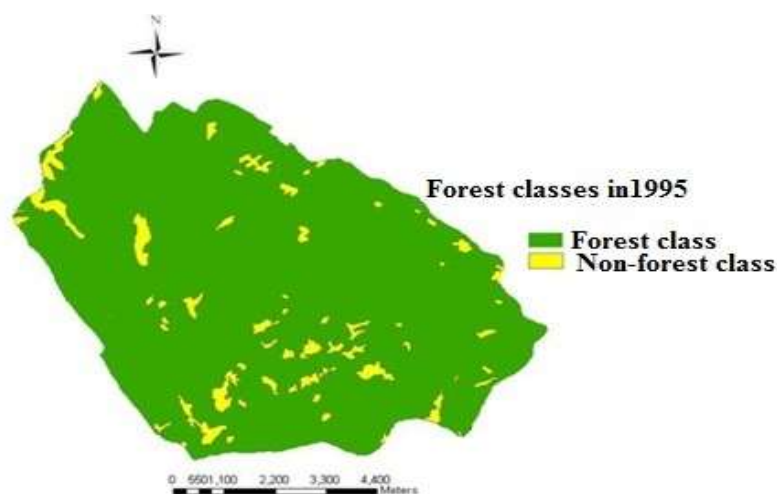 N
Forest classes in1995
Forest class
Non-forest class
0 5501,100 2,200 3,300 4,400
Meters